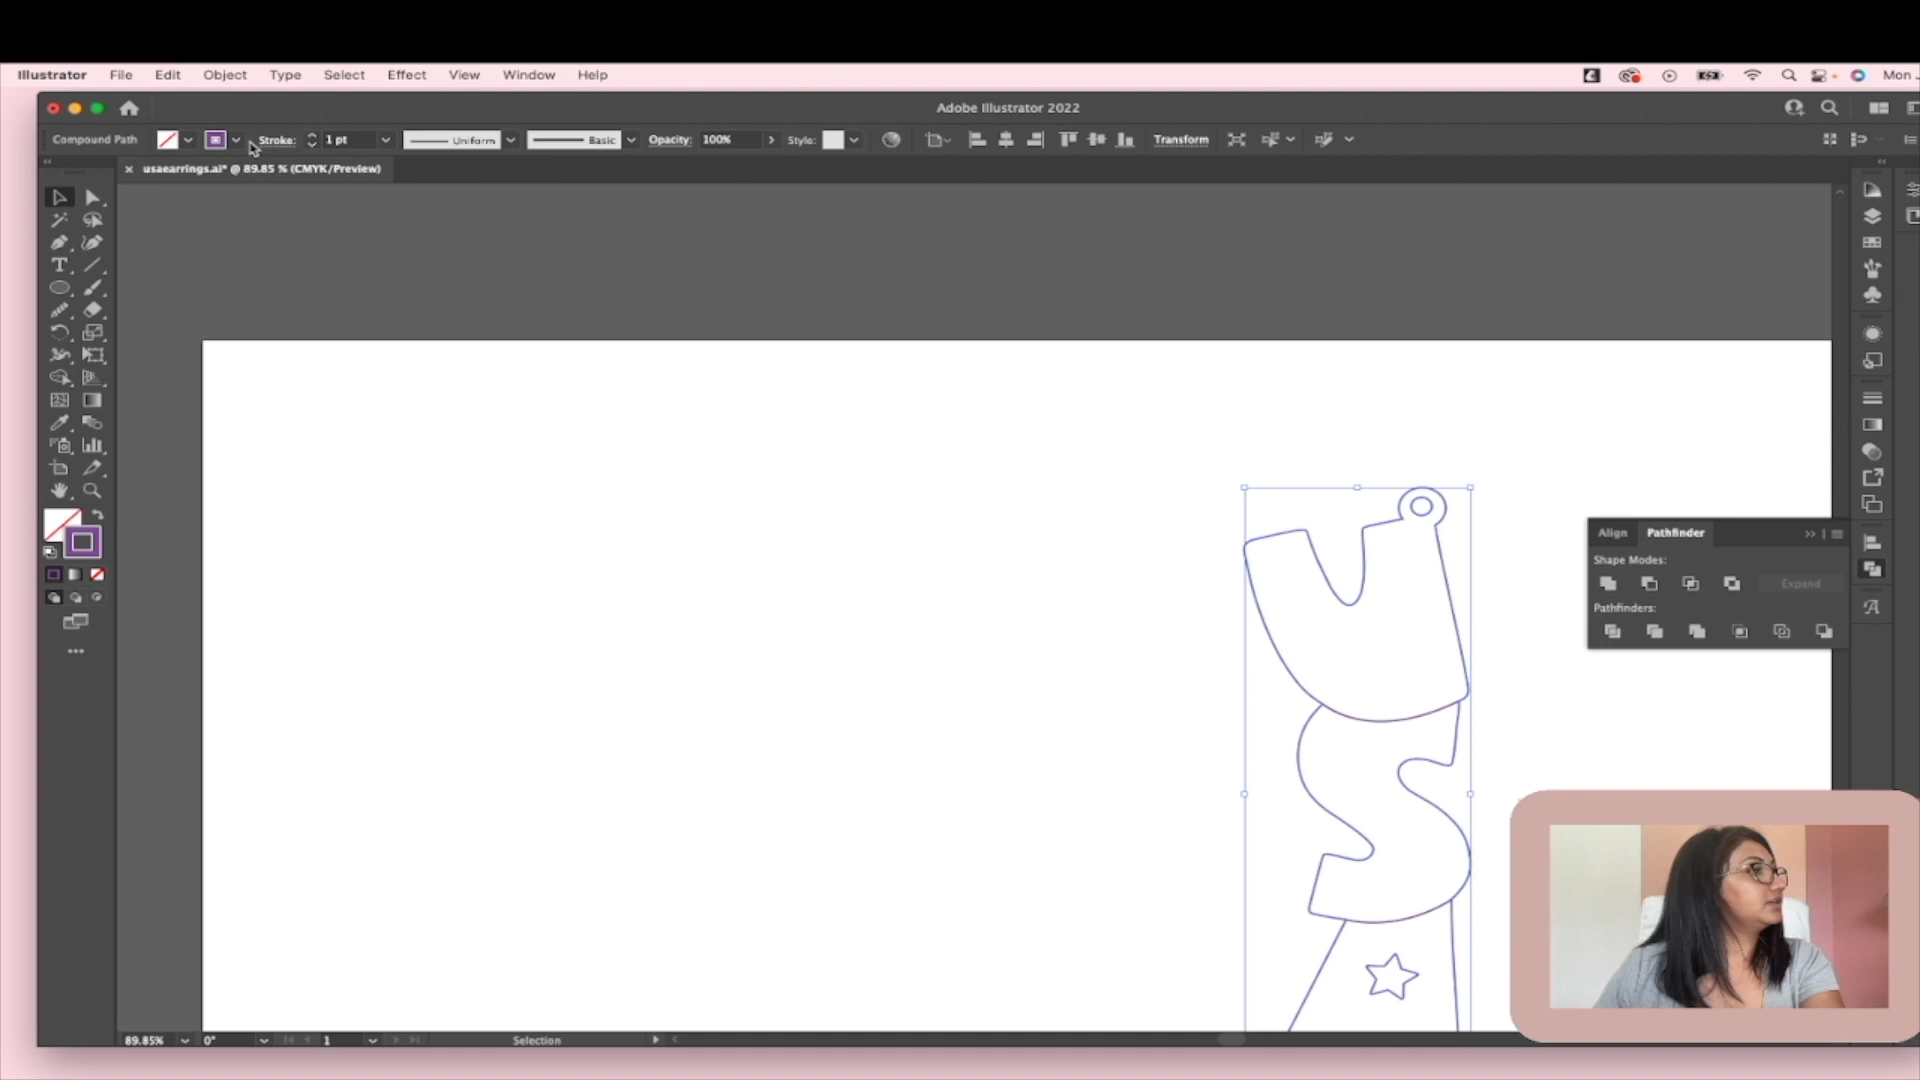 Illustrator File Edit Object Type Select Effect View Window Help Mon
Adobe Illustrator 2022
Compound Path Stroke: 1 pt Uniform Basic Opacity: 100% Style: Transform
usaearrings.ai* @ 89.85 % (CMYK/Preview)
USA
Align Pathfinder
Shape Modes:
Expand
Pathfinders:
89.85% 0° 1 Selection